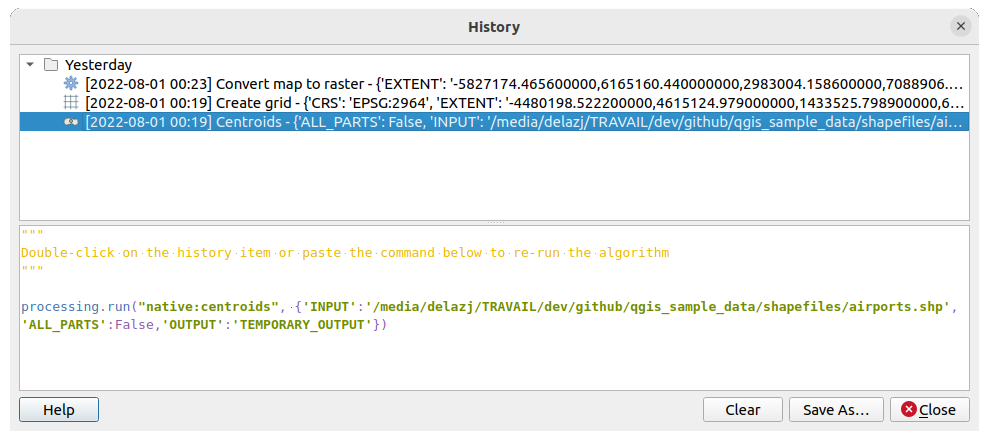 History
Yesterday
[2022-08-01 00:23] Convert map to raster - {'EXTENT': '-5827174.465600000,6165160.440000000,2983004.158600000,7088906.…
[2022-08-01 00:19] Create grid - {'CRS': 'EPSG:2964', 'EXTENT': '-4480198.522200000,4615124.979000000,1433525.798900000,6…
[2022-08-01 00:19] Centroids - {'ALL_PARTS': False, 'INPUT': '/media/delazj/TRAVAIL/dev/github/qgis_sample_data/shapefiles/ai…
"""
Double-click on the history item or paste the command below to re-run the algorithm
"""
processing.run("native:centroids", {'INPUT':'/media/delazj/TRAVAIL/dev/github/qgis_sample_data/shapefiles/airports.shp',
'ALL_PARTS':False,'OUTPUT':'TEMPORARY_OUTPUT'})
Help
Clear
Save As…
Close